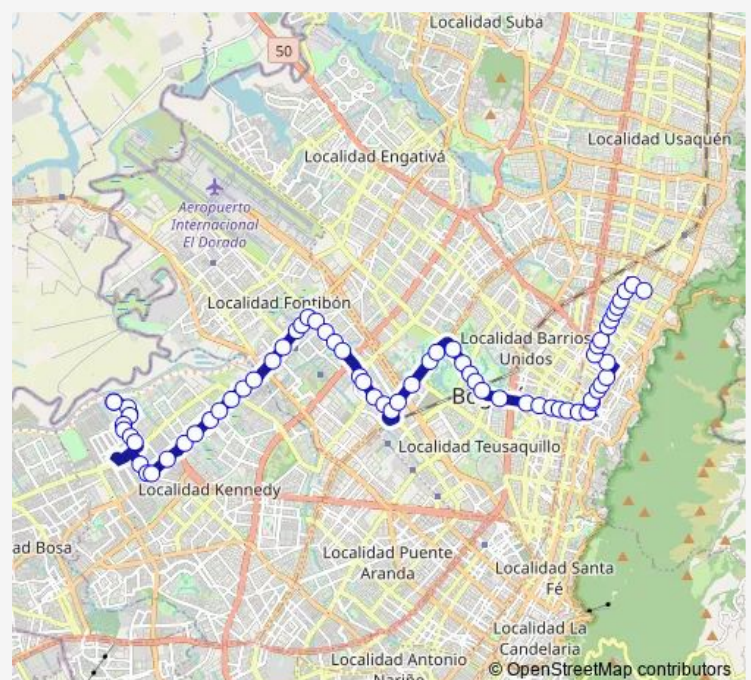 Localidad Suba
50
Localidad Usaquén
Localidad Engativá
Aeropuerto
Internacional
El Dorado
Localidad Fontibón
Localidad Barrios
Unidos
Localidad Teusaquillo
Localidad Kennedy
ad Bosa
Localidad Puente
Aranda
Localidad Santa
Fé
Localidad La
Candelaria
Localidad Antonio
Nariño
© OpenStreetMap contributors